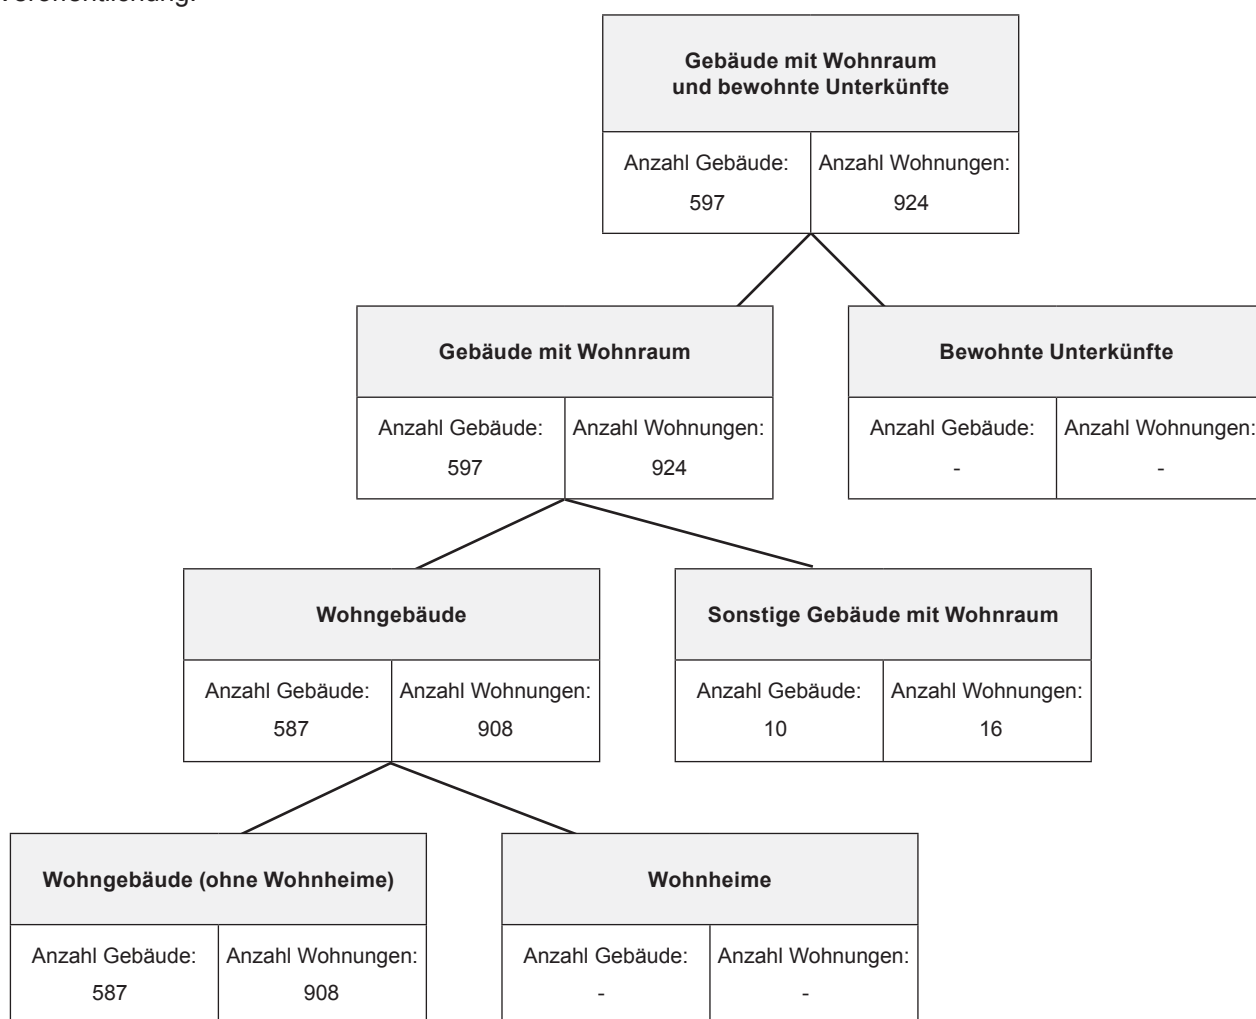 Veröffentlichung.
Gebäude mit Wohnraum
und bewohnte Unterkünfte
Anzahl Gebäude:
597
Anzahl Wohnungen:
924
Gebäude mit Wohnraum
Anzahl Gebäude:
597
Anzahl Wohnungen:
924
Bewohnte Unterkünfte
Anzahl Gebäude:
-
Anzahl Wohnungen:
-
Wohngebäude
Anzahl Gebäude:
587
Anzahl Wohnungen:
908
Sonstige Gebäude mit Wohnraum
Anzahl Gebäude:
10
Anzahl Wohnungen:
16
Wohngebäude (ohne Wohnheime)
Anzahl Gebäude:
587
Anzahl Wohnungen:
908
Wohnheime
Anzahl Gebäude:
-
Anzahl Wohnungen:
-